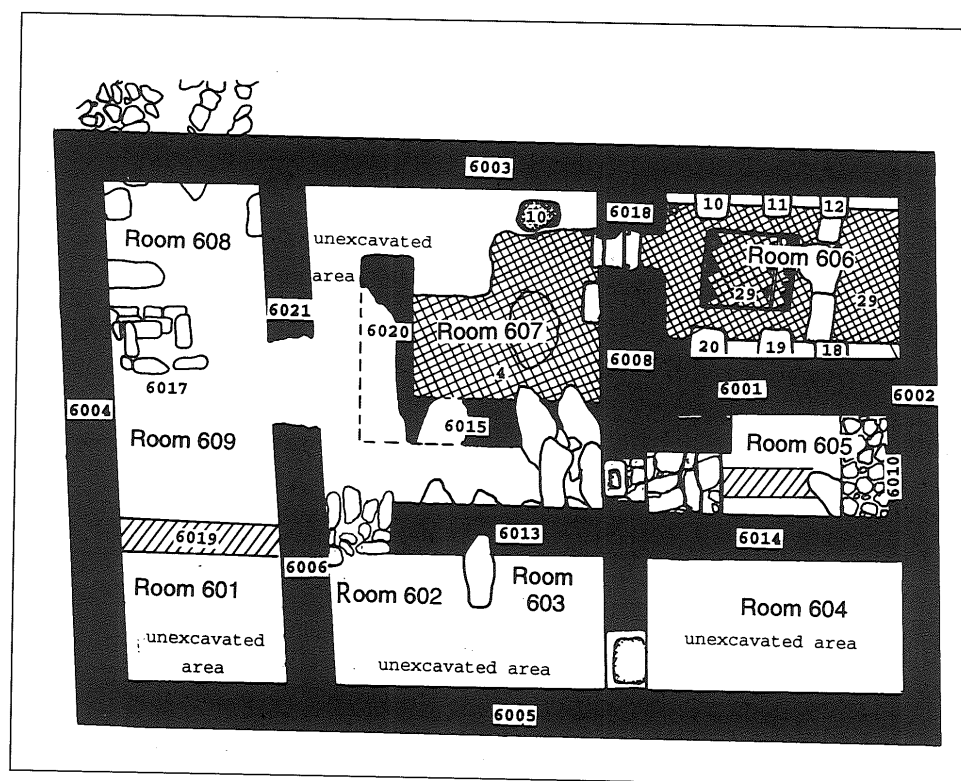 6003
10
6018
10
11
12
Room 608
unexcavated
area
Room 606
6021
6020
Room 607
29
29
4
6008
20
19
18
6017
6001
6002
6004
6015
Room 609
Room 605
6010
6019
6013
6014
6006
Room 601
Room 602
Room
603
Room 604
unexcavated
area
unexcavated area
unexcavated area
6005